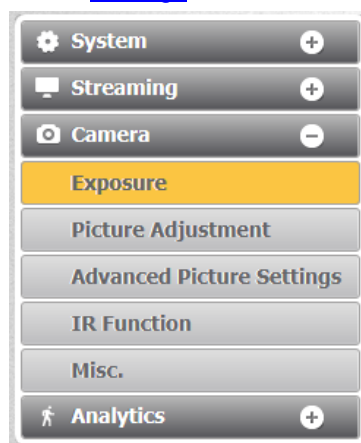 System
Streaming
Camera
Exposure
Picture Adjustment
Advanced Picture Settings
IR Function
Misc.
Analytics